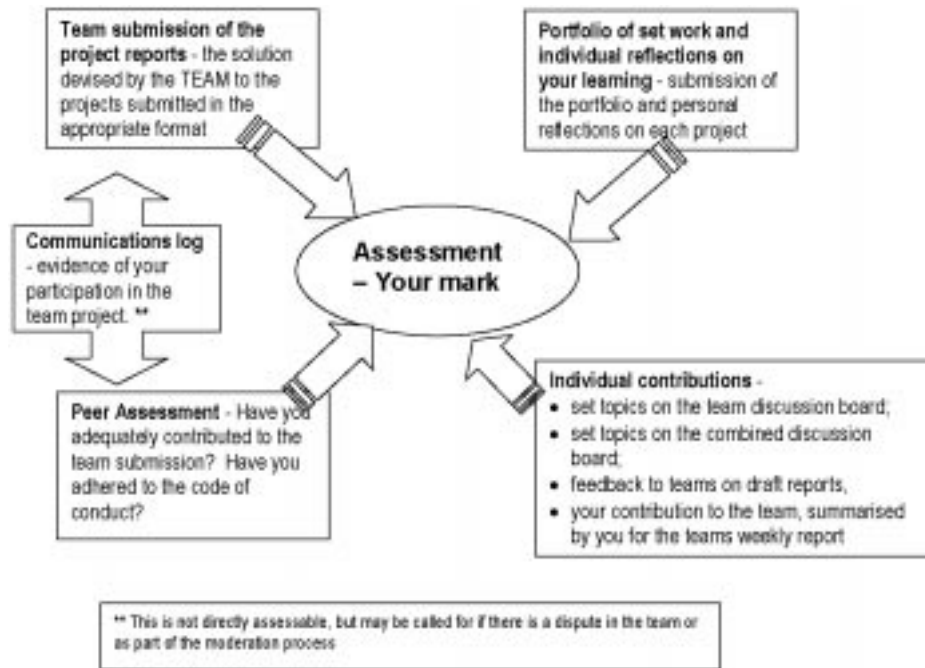 Team submission of the
project reports - the solution
devised by the TEAM to the
projects submitted in the
appropriate format
Portfolio of set work and
individual reflections on
your learning - submission of
the portfolio and personal
reflections on each project
Communications log
- evidence of your
participation in the
team project. **
Assessment
– Your mark
Peer Assessment - Have you
adequately contributed to the
team submission? Have you
adhered to the code of
conduct?
Individual contributions -
• set topics on the team discussion board;
• set topics on the combined discussion
board;
• feedback to teams on draft reports,
• your contribution to the team, summarised
by you for the teams weekly report
** This is not directly assessable, but may be called for if there is a dispute in the team or
as part of the moderation process